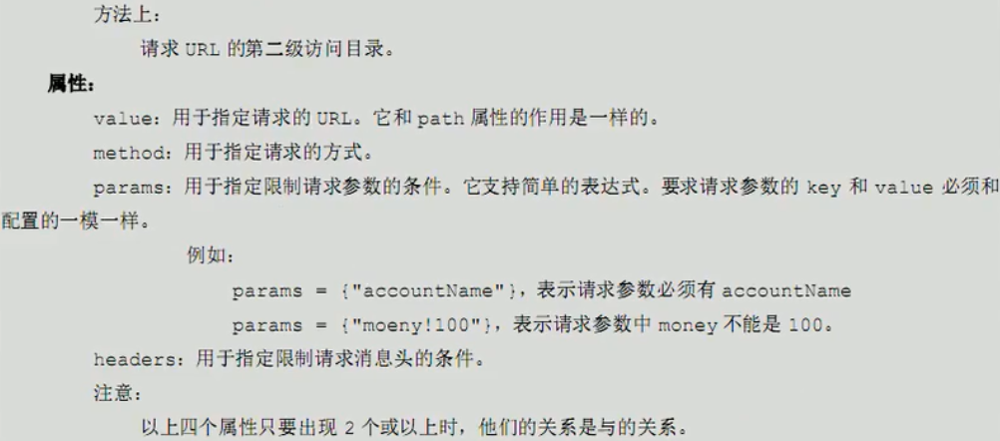 方法上：
请求 URL 的第二级访问目录。
属性：
value：用于指定请求的 URL。它和 path 属性的作用是一样的。
method：用于指定请求的方式。
params：用于指定限制请求参数的条件。它支持简单的表达式。要求请求参数的 key 和 value 必须和
配置的一模一样。
例如：
params = {"accountName"}，表示请求参数必须有 accountName
params = {"moeny!100"}，表示请求参数中 money 不能是 100。
headers：用于指定限制请求消息头的条件。
注意：
以上四个属性只要出现 2 个或以上时，他们的关系是与的关系。